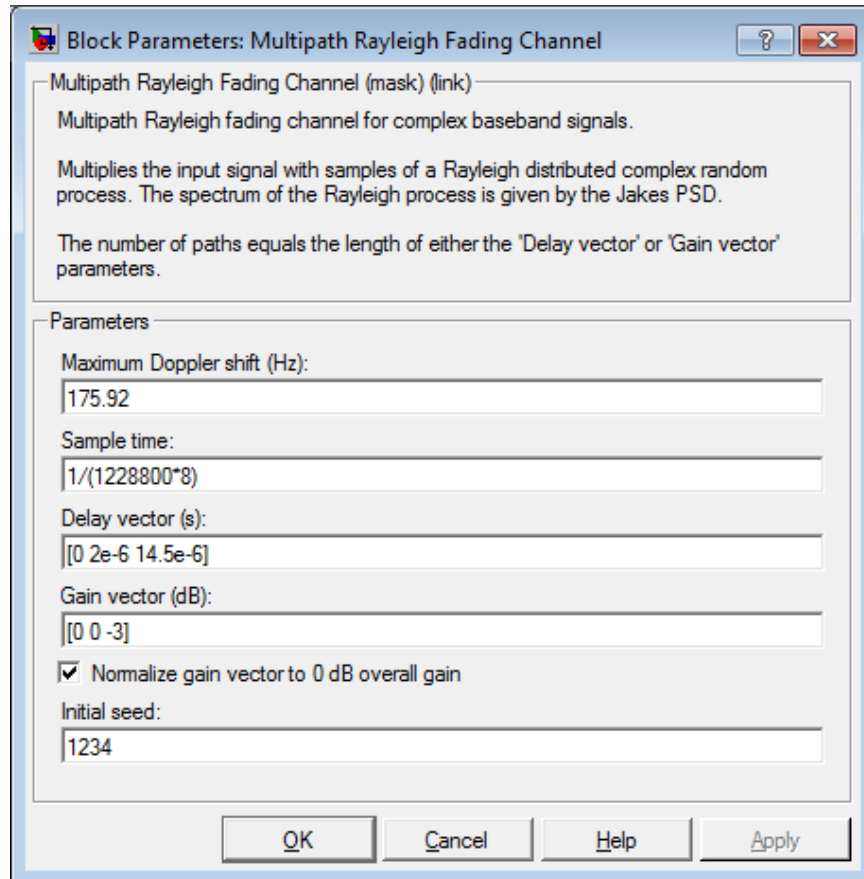 Block Parameters: Multipath Rayleigh Fading Channel
Multipath Rayleigh Fading Channel (mask) (link)
Multipath Rayleigh fading channel for complex baseband signals.
Multiplies the input signal with samples of a Rayleigh distributed complex random
process. The spectrum of the Rayleigh process is given by the Jakes PSD.
The number of paths equals the length of either the 'Delay vector' or 'Gain vector'
parameters.
Parameters
Maximum Doppler shift (Hz):
175.92
Sample time:
1/(1228800*8)
Delay vector (s):
[0 2e-6 14.5e-6]
Gain vector (dB):
[0 0 -3]
Normalize gain vector to 0 dB overall gain
Initial seed:
1234
OK Cancel Help Apply